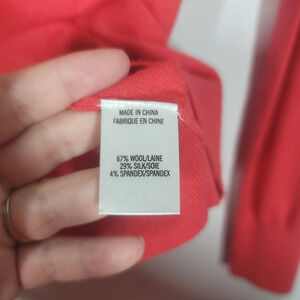 MADE IN CHINA
FABRIQUE EN CHINE
67% WOOL/LAINE
29% SILK/SOIE
4% SPANDEX/SPANDEX